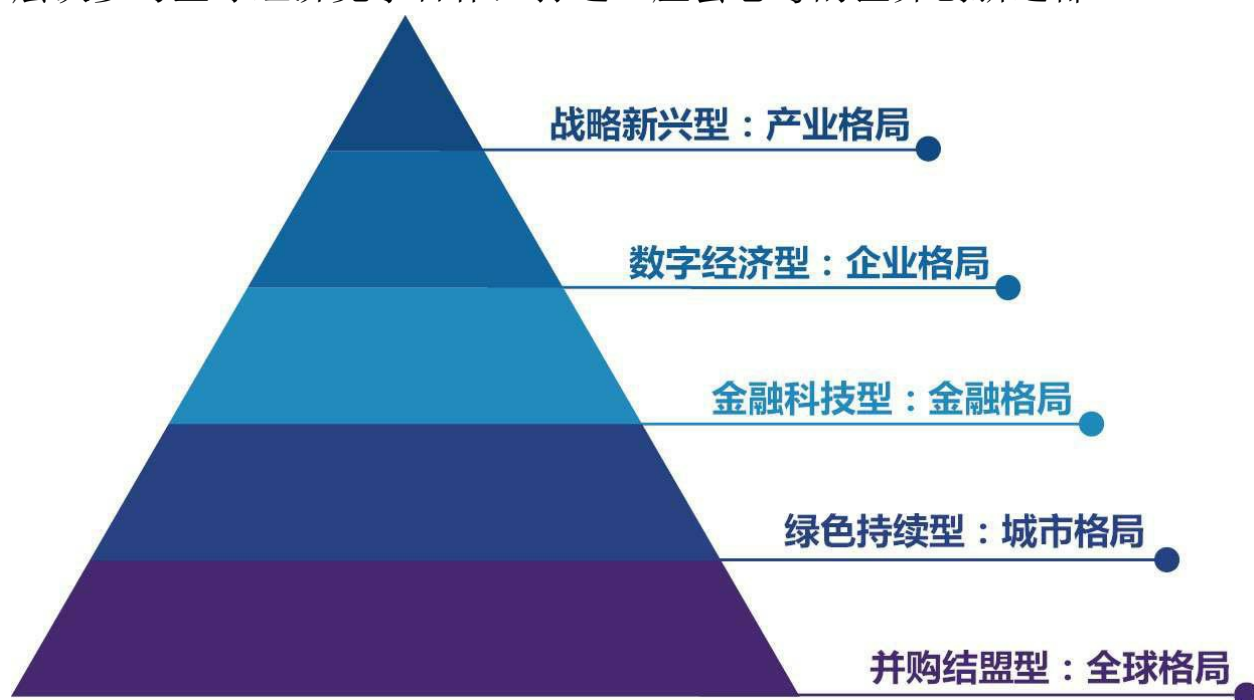 战略新兴型：产业格局
数字经济型：企业格局
金融科技型：金融格局
绿色持续型：城市格局
并购结盟型：全球格局